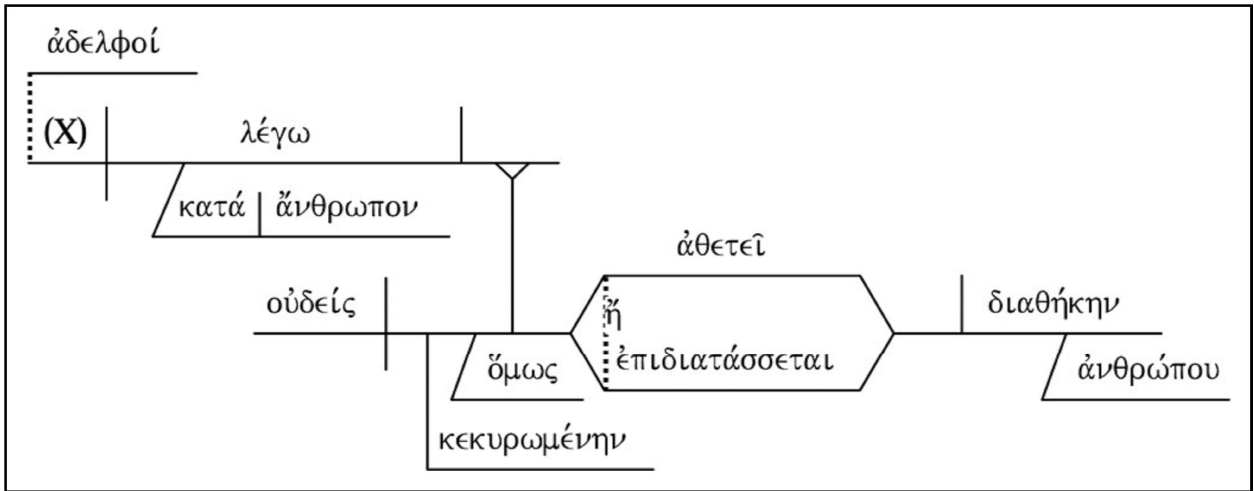 ἀδελφοί
(X) λέγω
κατά ἄνθρωπον
ἀθετεῖ
οὐδείς ἤ διαθήκην
ὅμως ἐπιδιατάσσεται ἀνθρώπου
κεκυρωμένην